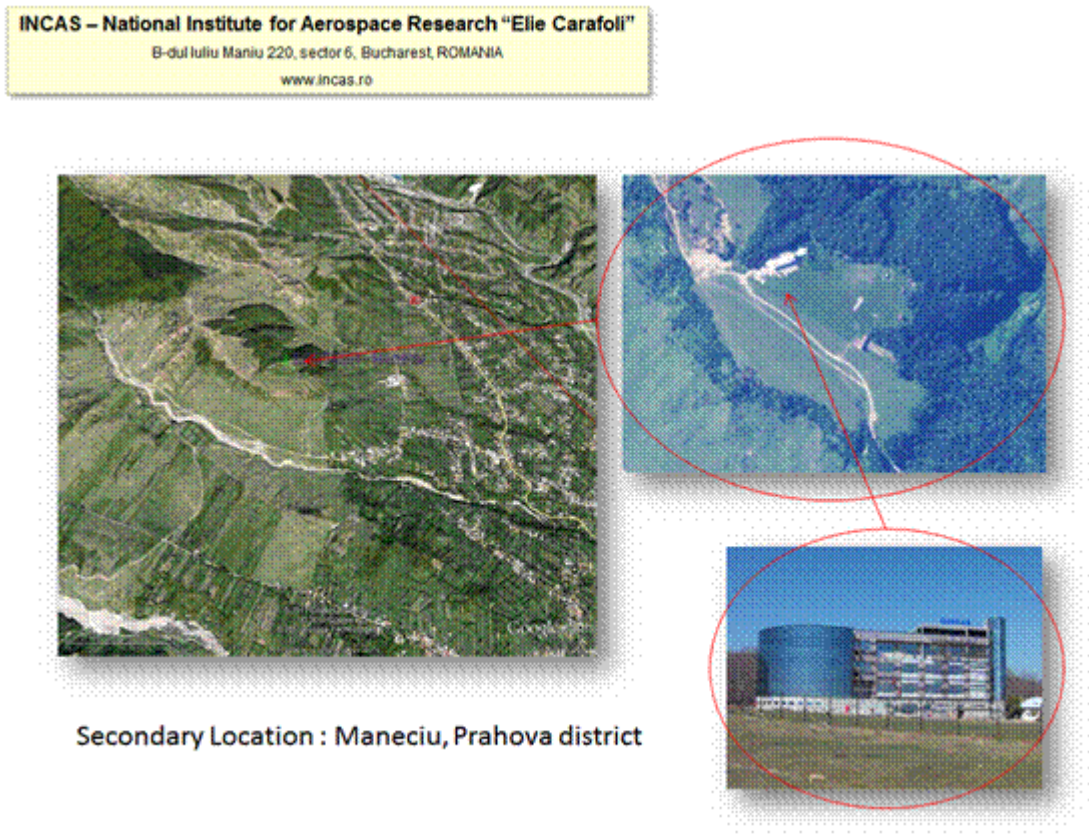 INCAS – National Institute for Aerospace Research “Elie Carafoli”
B-dul Iuliu Maniu 220, sector 6, Bucharest, ROMANIA
www.incas.ro
Secondary Location : Maneciu, Prahova district